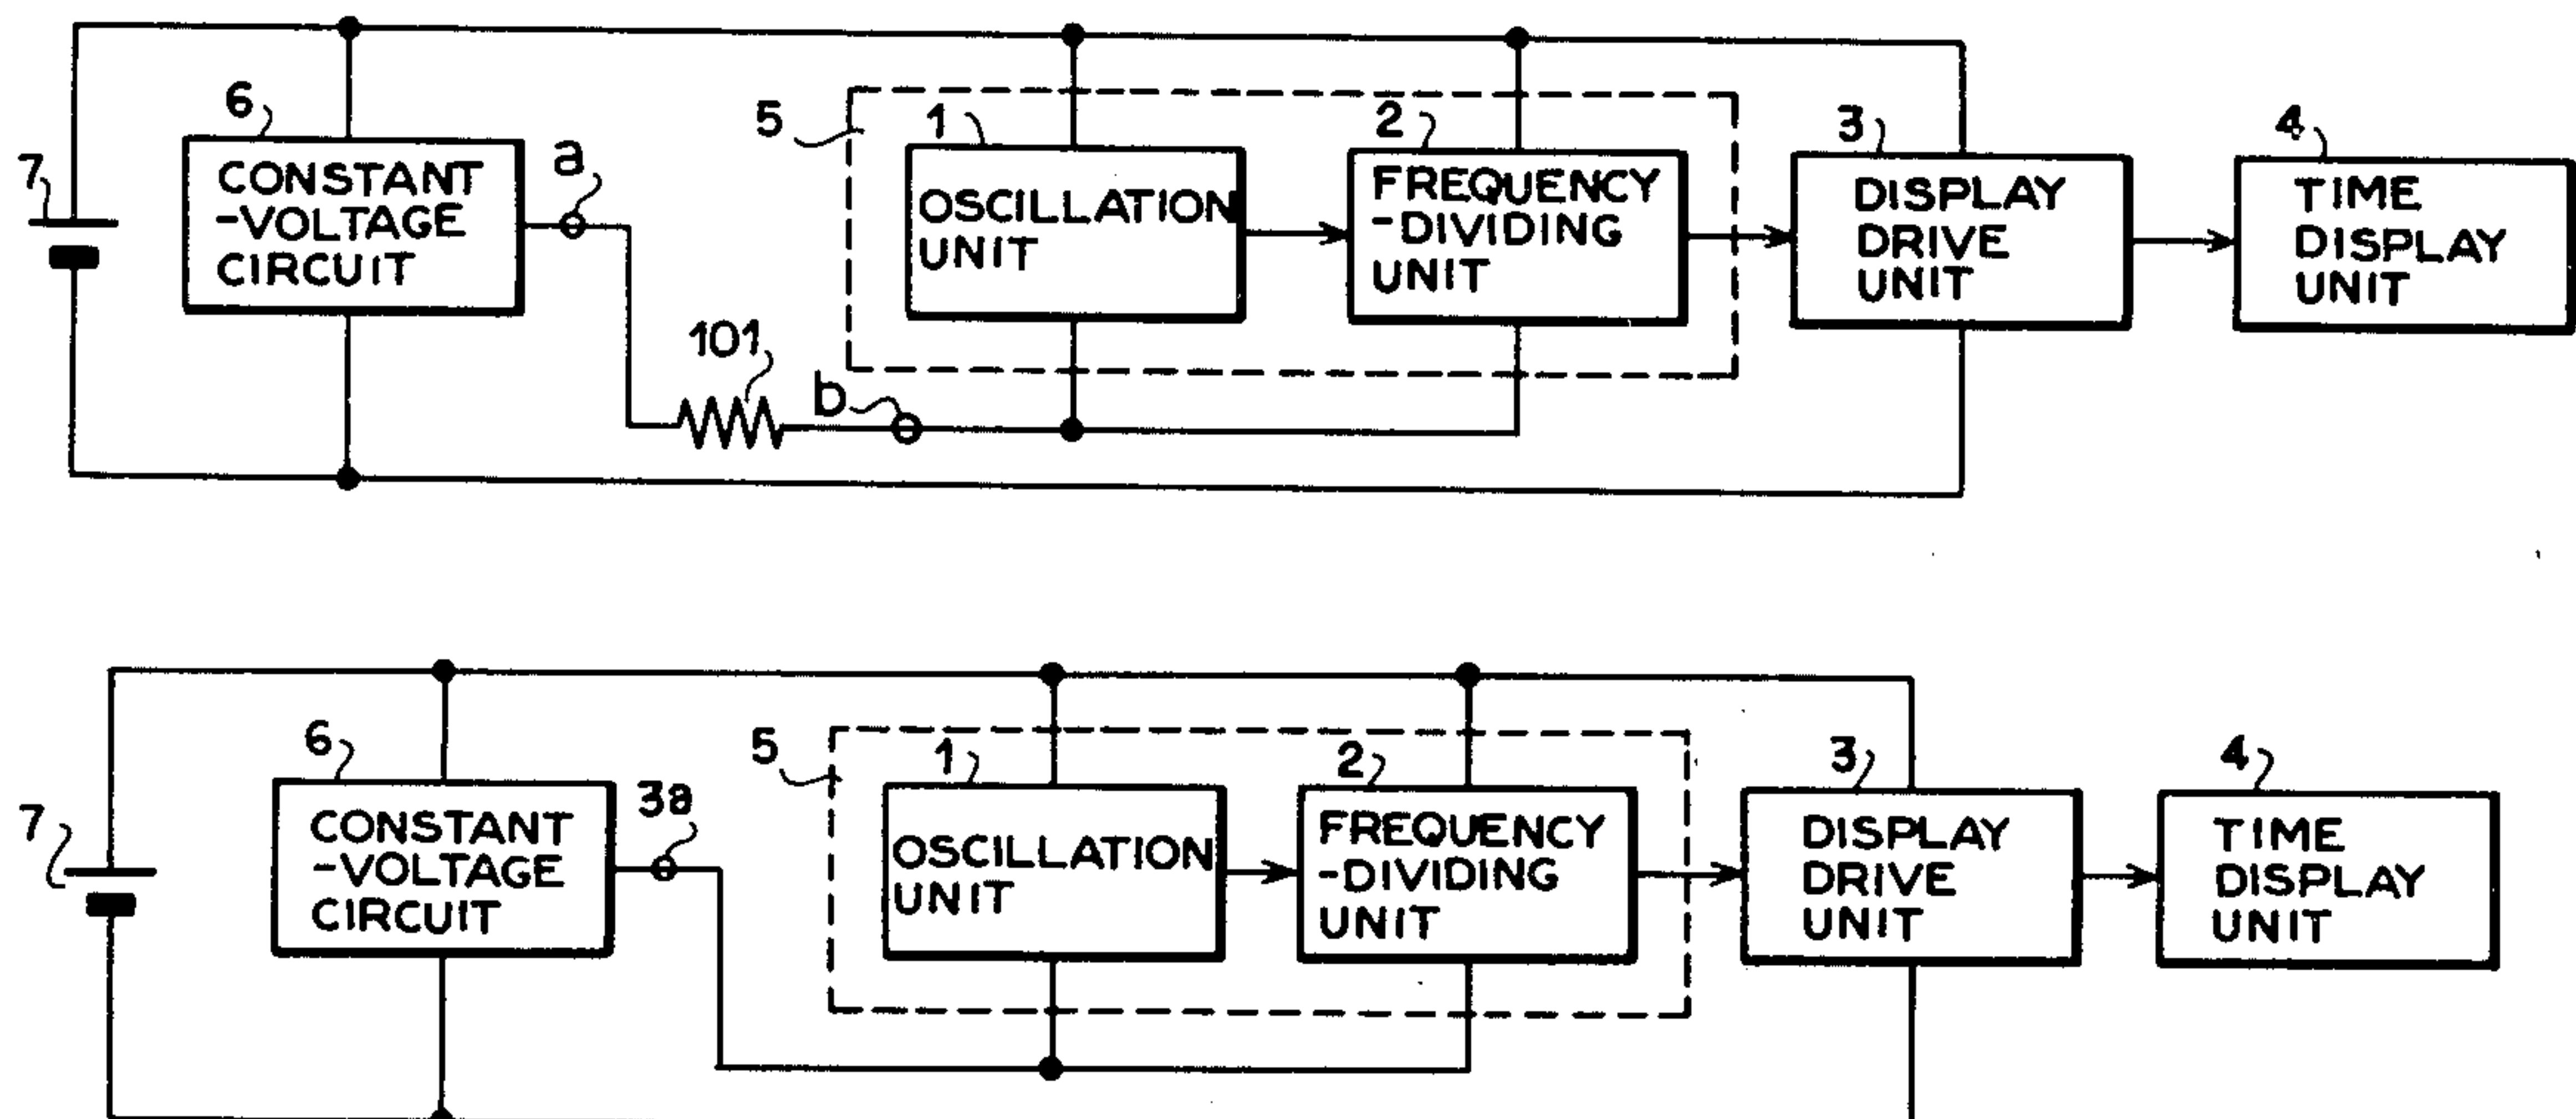 6
5
1
2
3
4
7
CONSTANT
-VOLTAGE
CIRCUIT
a
OSCILLATION
UNIT
FREQUENCY
-DIVIDING
UNIT
DISPLAY
DRIVE
UNIT
TIME
DISPLAY
UNIT
101
b
6
5
1
2
3
4
7
CONSTANT
-VOLTAGE
CIRCUIT
3a
OSCILLATION
UNIT
FREQUENCY
-DIVIDING
UNIT
DISPLAY
DRIVE
UNIT
TIME
DISPLAY
UNIT